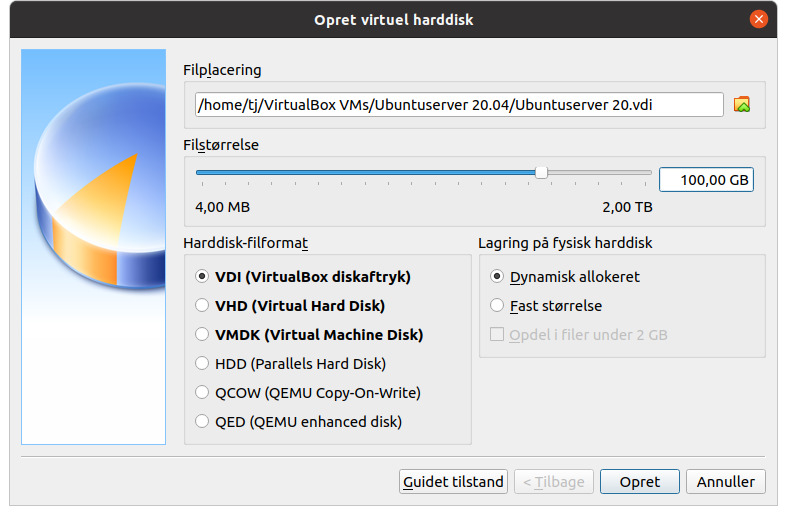 Opret virtuel harddisk
Filplacering
/home/tj/VirtualBox VMs/Ubuntuserver 20.04/Ubuntuserver 20.vdi
Filstørrelse
100,00 GB
4,00 MB 2,00 TB
Harddisk-filformat
VDI (VirtualBox diskaftryk)
VHD (Virtual Hard Disk)
VMDK (Virtual Machine Disk)
HDD (Parallels Hard Disk)
QCOW (QEMU Copy-On-Write)
QED (QEMU enhanced disk)
Lagring på fysisk harddisk
Dynamisk allokeret
Fast størrelse
Opdel i filer under 2 GB
Guidet tilstand < Tilbage Opret Annuller